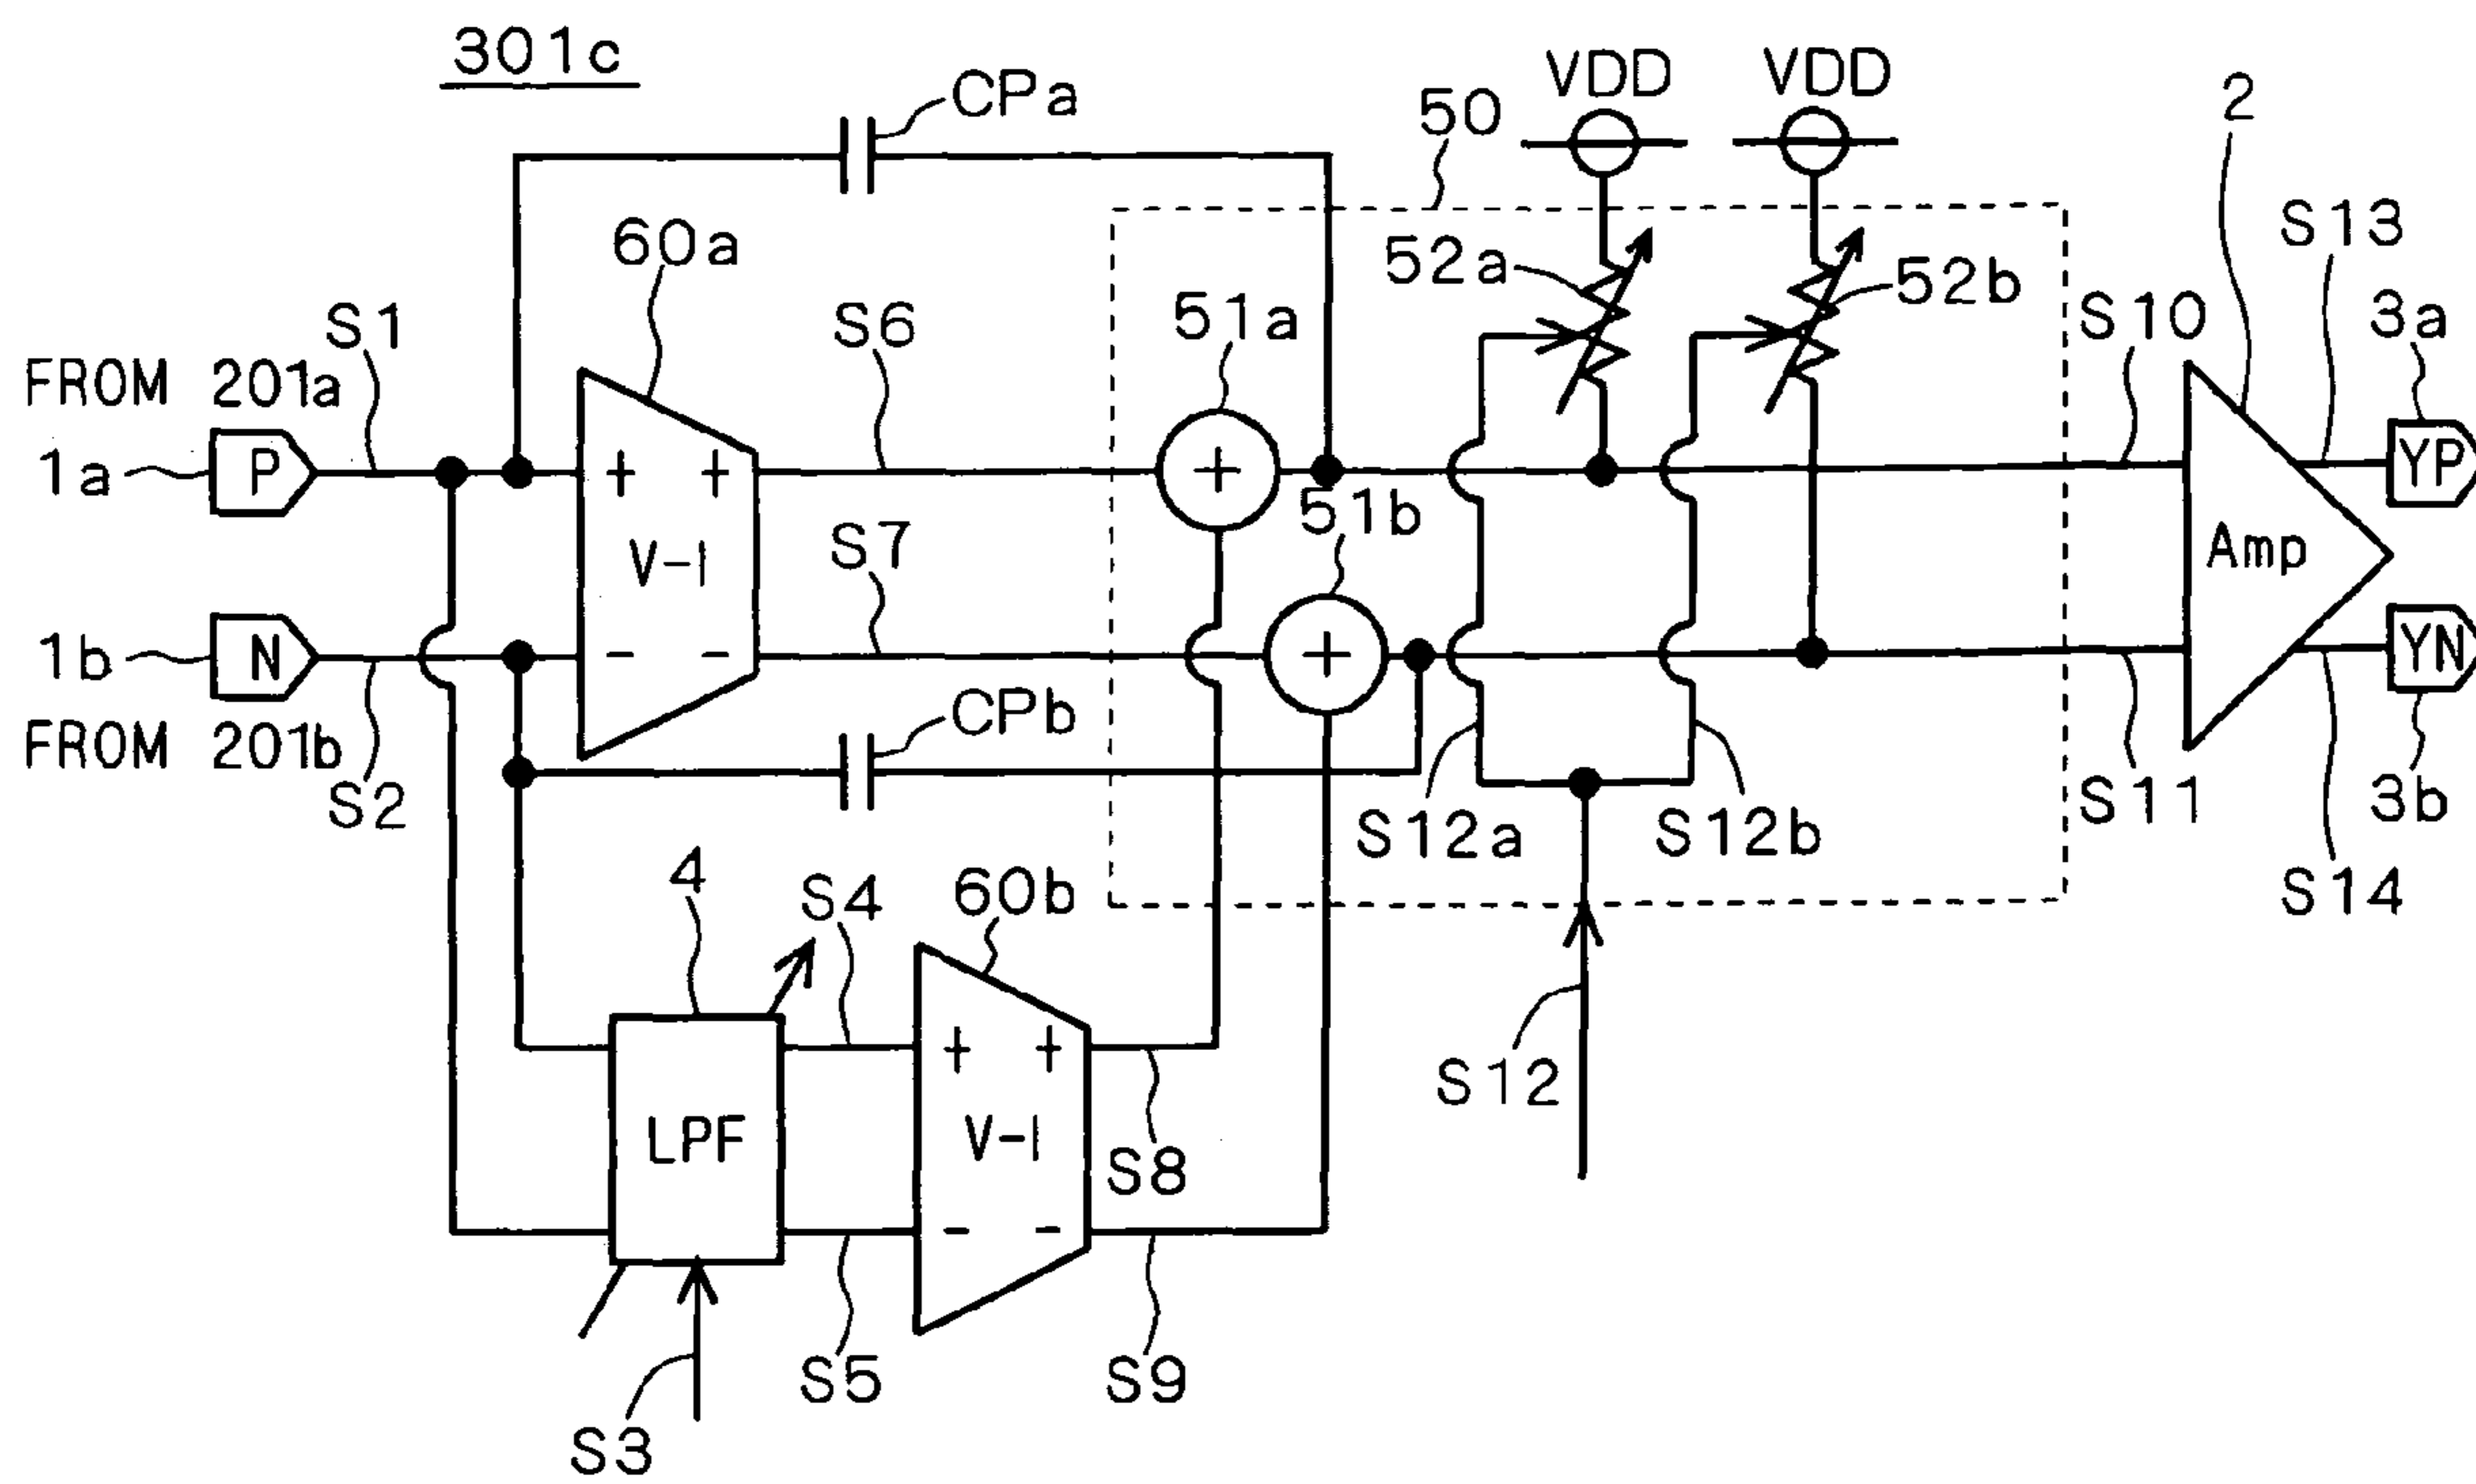 301c
CPa
50
VDD
VDD
2
60a
52a
52b
S13
S1
S6
51a
S10
3a
FROM 201a
1a
P
+
+
+
YP
V-I
S7
51b
Amp
1b
N
-
-
+
YN
FROM 201b
S2
CPb
S12a
S12b
S11
3b
4
S4
60b
S14
+
+
S12
LPF
V-I
S8
-
-
S5
S9
S3